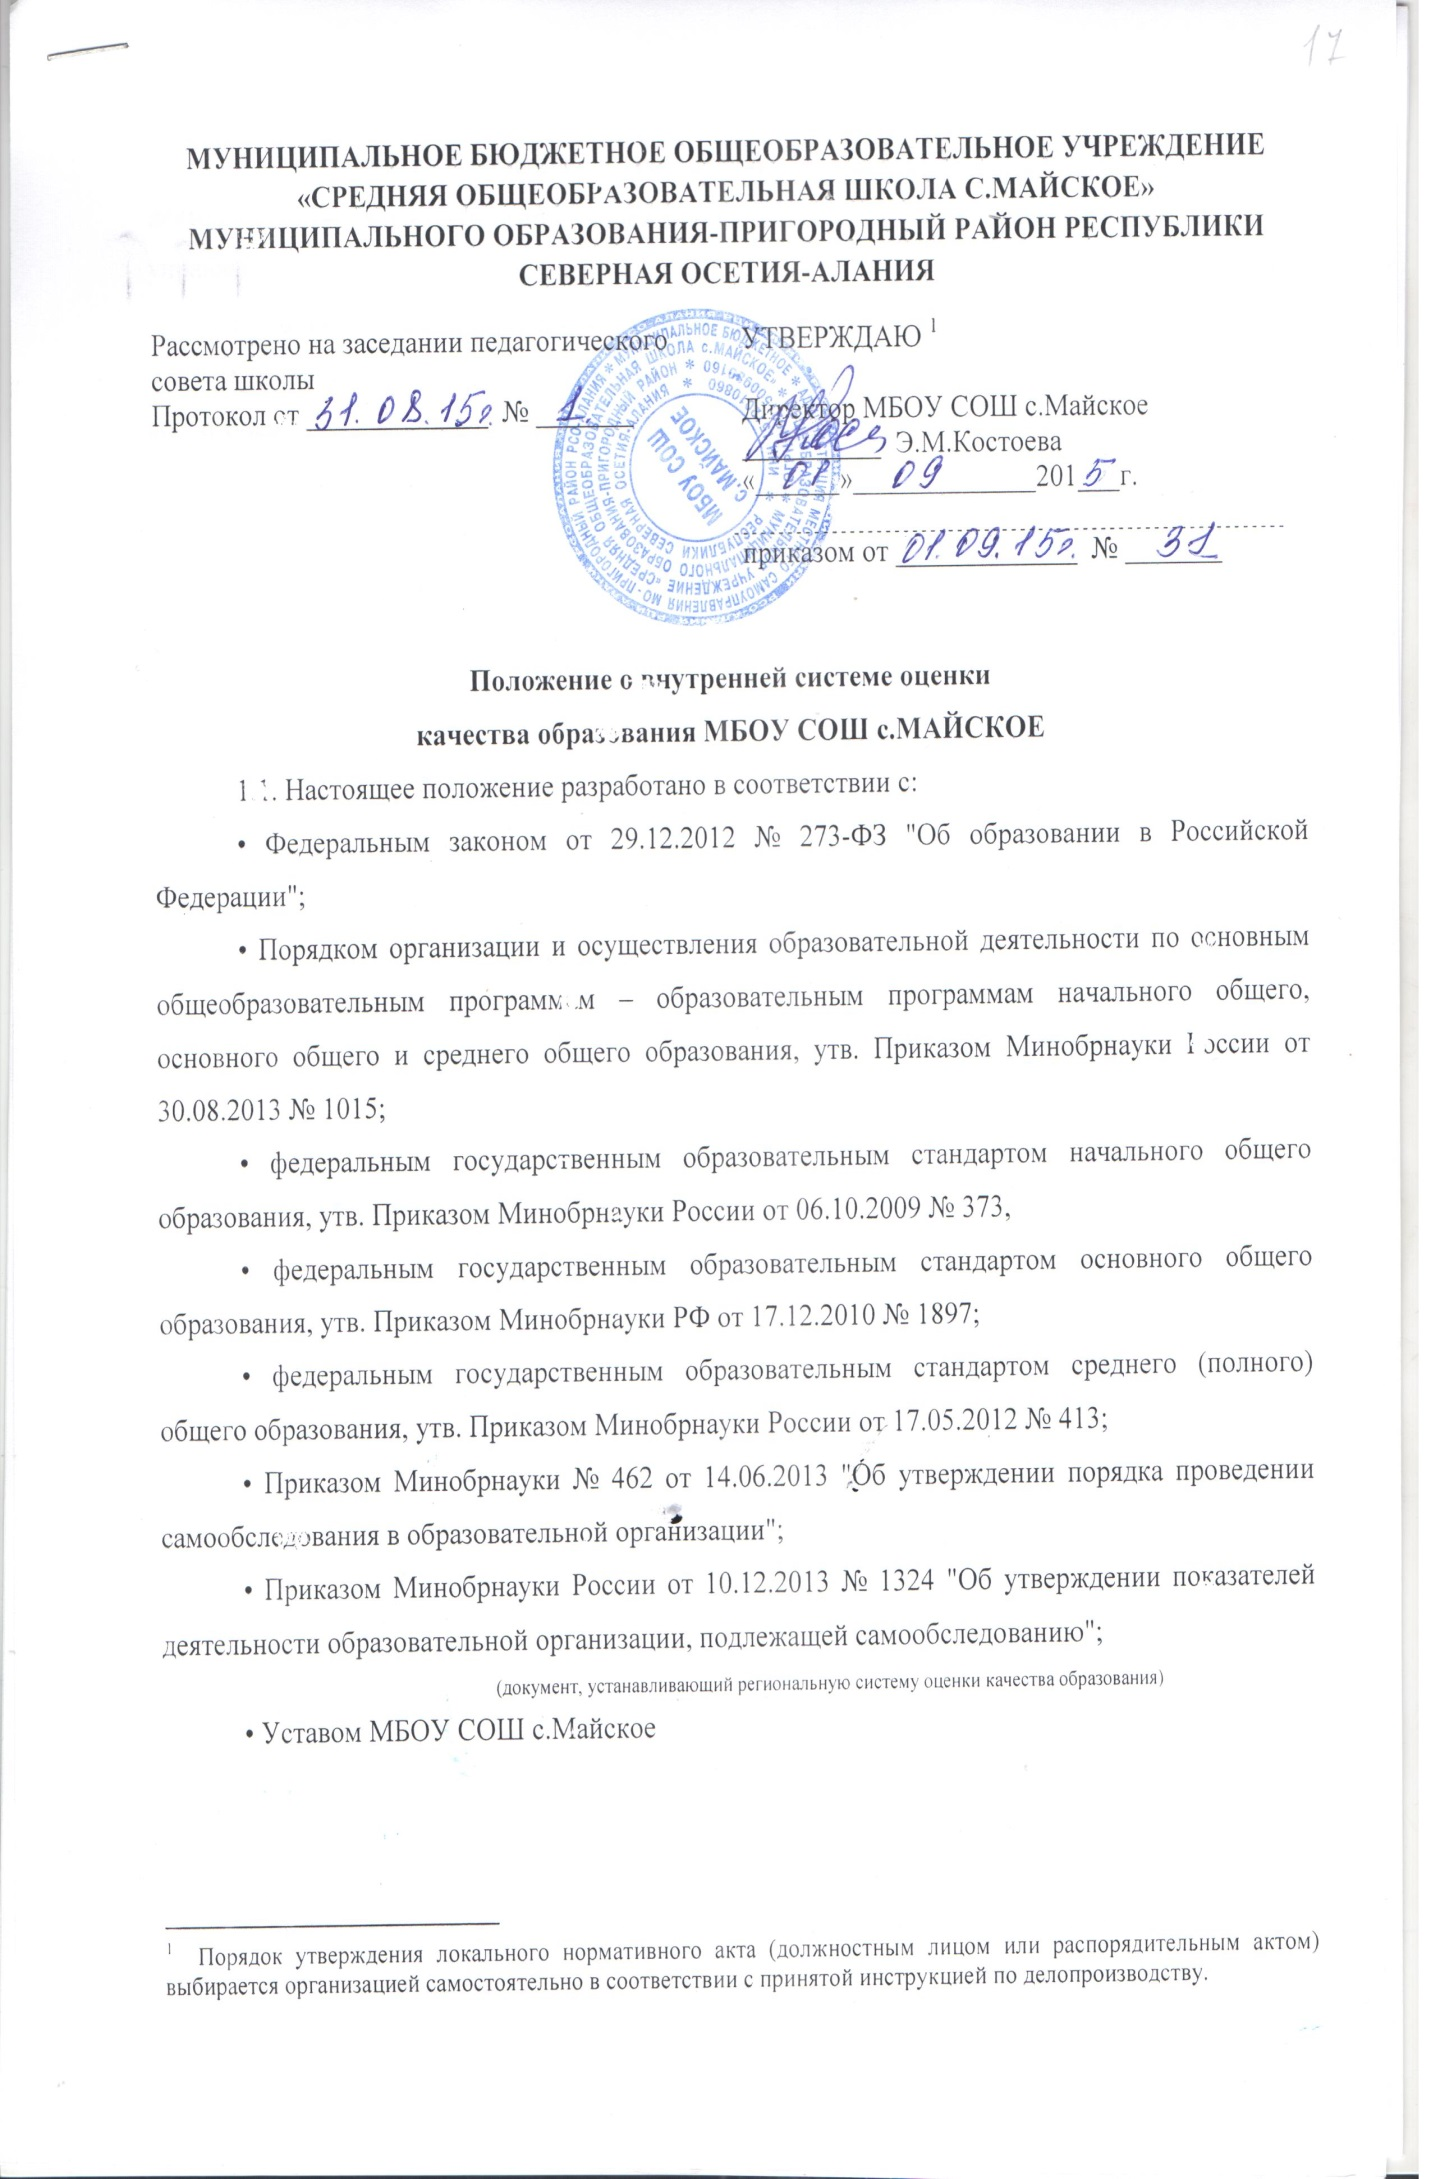 17
МУНИЦИПАЛЬНОЕ БЮДЖЕТНОЕ ОБЩЕОБРАЗОВАТЕЛЬНОЕ УЧРЕЖДЕНИЕ
«СРЕДНЯЯ ОБЩЕОБРАЗОВАТЕЛЬНАЯ ШКОЛА С.МАЙСКОЕ»
МУНИЦИПАЛЬНОГО ОБРАЗОВАНИЯ-ПРИГОРОДНЫЙ РАЙОН РЕСПУБЛИКИ
СЕВЕРНАЯ ОСЕТИЯ-АЛАНИЯ
Рассмотрено на заседании педагогического
совета школы
Протокол от 31.08.15г. № 1
УТВЕРЖДАЮ 1
Директор МБОУ СОШ с.Майское
Э.М.Костоева
«01» 09 2015 г.
приказом от 01.09.15г. № 31
МБОУ СОШ
с.МАЙСКОЕ
Положение о внутренней системе оценки
качества образования МБОУ СОШ с.МАЙСКОЕ
1.1. Настоящее положение разработано в соответствии с:
• Федеральным законом от 29.12.2012 № 273-ФЗ "Об образовании в Российской
Федерации";
• Порядком организации и осуществления образовательной деятельности по основным
общеобразовательным программам – образовательным программам начального общего,
основного общего и среднего общего образования, утв. Приказом Минобрнауки России от
30.08.2013 № 1015;
• федеральным государственным образовательным стандартом начального общего
образования, утв. Приказом Минобрнауки России от 06.10.2009 № 373,
• федеральным государственным образовательным стандартом основного общего
образования, утв. Приказом Минобрнауки РФ от 17.12.2010 № 1897;
• федеральным государственным образовательным стандартом среднего (полного)
общего образования, утв. Приказом Минобрнауки России от 17.05.2012 № 413;
• Приказом Минобрнауки № 462 от 14.06.2013 "Об утверждении порядка проведении
самообследования в образовательной организации";
• Приказом Минобрнауки России от 10.12.2013 № 1324 "Об утверждении показателей
деятельности образовательной организации, подлежащей самообследованию";
(документ, устанавливающий региональную систему оценки качества образования)
• Уставом МБОУ СОШ с.Майское
1 Порядок утверждения локального нормативного акта (должностным лицом или распорядительным актом)
выбирается организацией самостоятельно в соответствии с принятой инструкцией по делопроизводству.